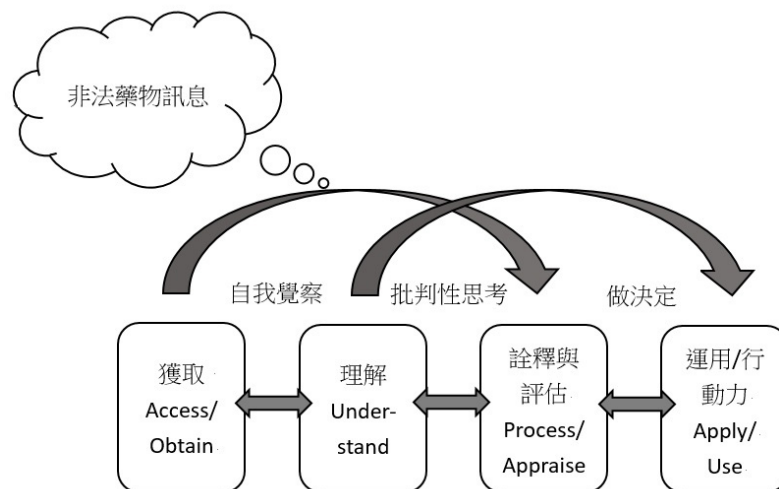 非法藥物訊息
自我覺察
批判性思考
做決定
獲取
Access/
Obtain
理解
Under-
stand
詮釋與
評估
Process/
Appraise
運用/行
動力
Apply/
Use